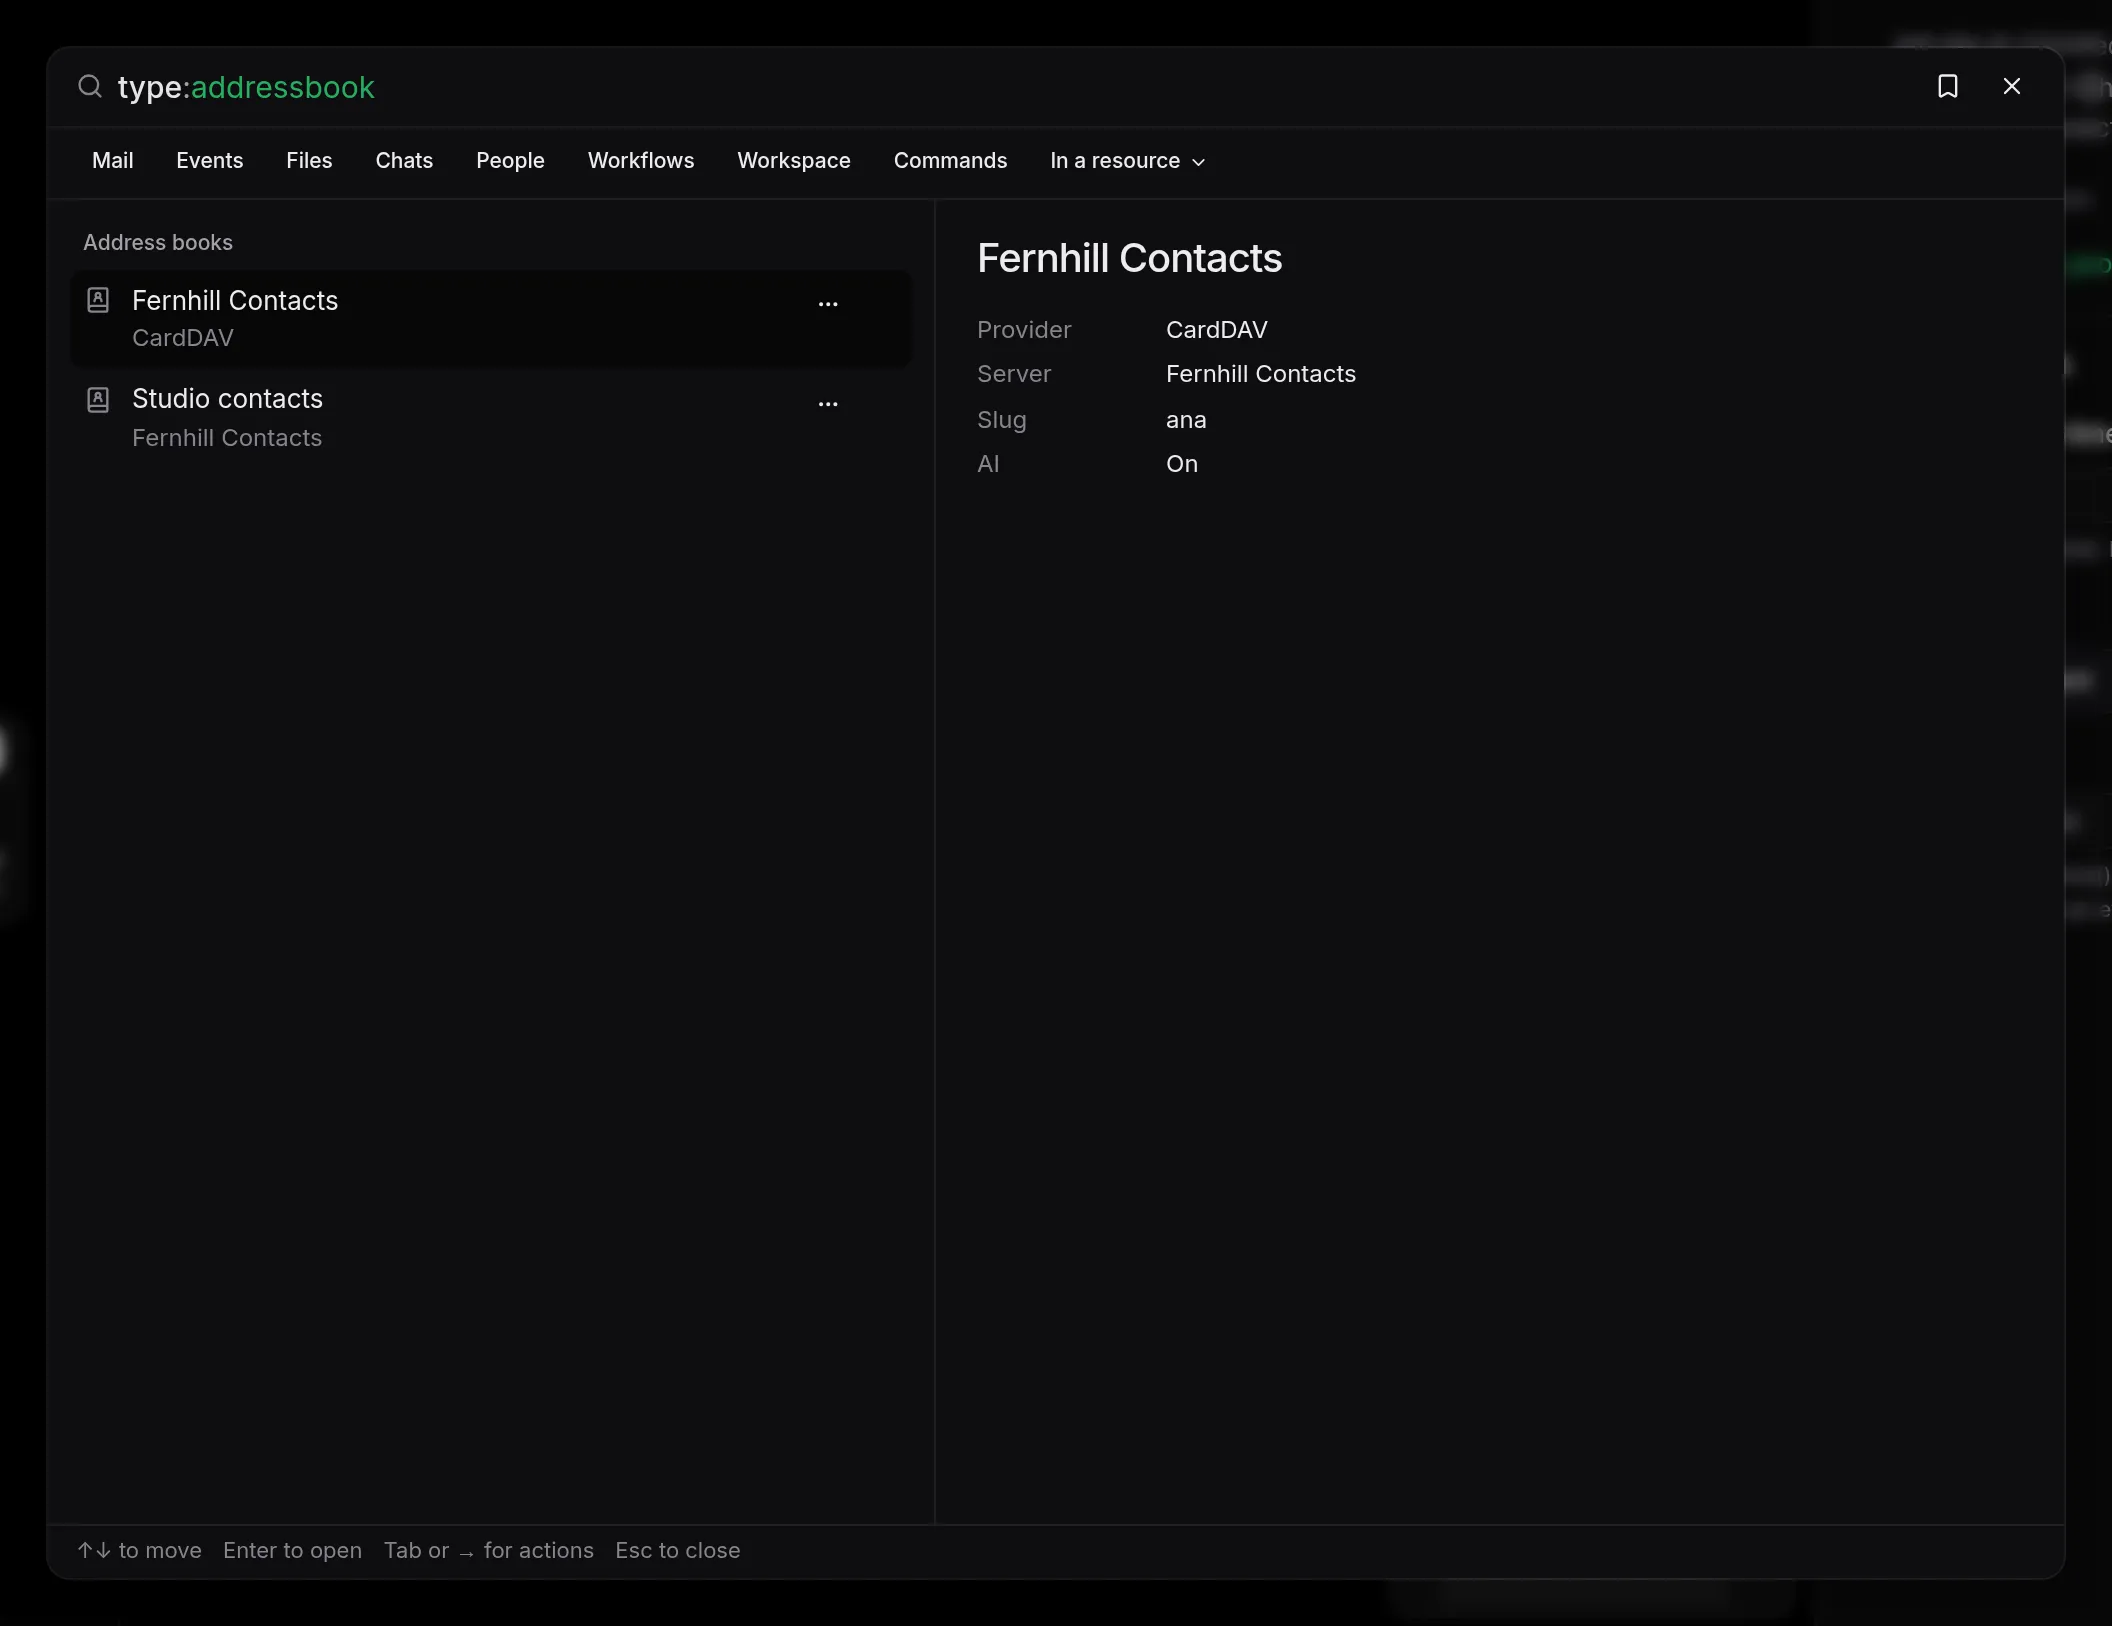 type:addressbook
Mail Events Files Chats People Workflows Workspace Commands In a resource
Address books
Fernhill Contacts
CardDAV
Studio contacts
Fernhill Contacts
Fernhill Contacts
Provider CardDAV
Server Fernhill Contacts
Slug ana
AI On
↑↓ to move Enter to open Tab or → for actions Esc to close